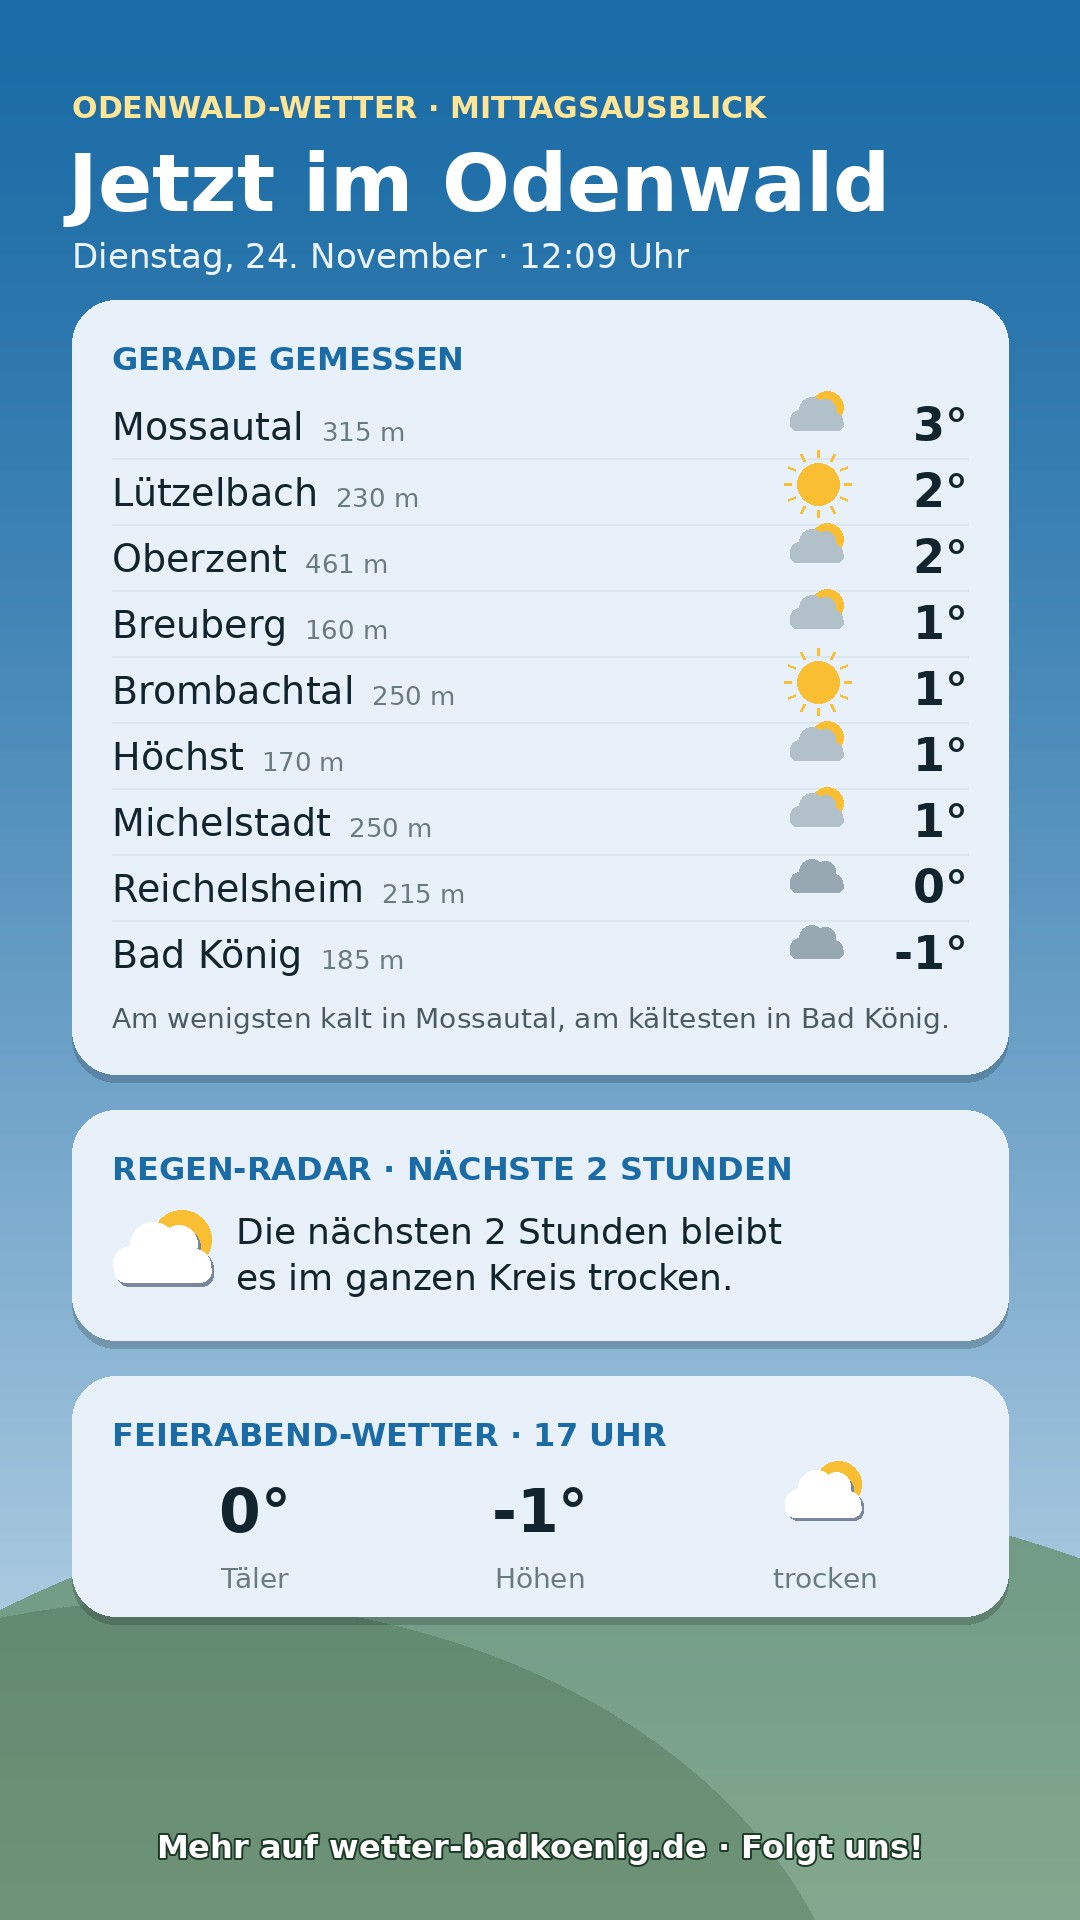 ODENWALD-WETTER · MITTAGSAUSBLICK
Jetzt im Odenwald
Dienstag, 24. November · 12:09 Uhr
GERADE GEMESSEN
Mossautal 315 m 3°
Lützelbach 230 m 2°
Oberzent 461 m 2°
Breuberg 160 m 1°
Brombachtal 250 m 1°
Höchst 170 m 1°
Michelstadt 250 m 1°
Reichelsheim 215 m 0°
Bad König 185 m -1°
Am wenigsten kalt in Mossautal, am kältesten in Bad König.
REGEN-RADAR · NÄCHSTE 2 STUNDEN
Die nächsten 2 Stunden bleibt
es im ganzen Kreis trocken.
FEIERABEND-WETTER · 17 UHR
0° -1°
Täler Höhen trocken
Mehr auf wetter-badkoenig.de · Folgt uns!